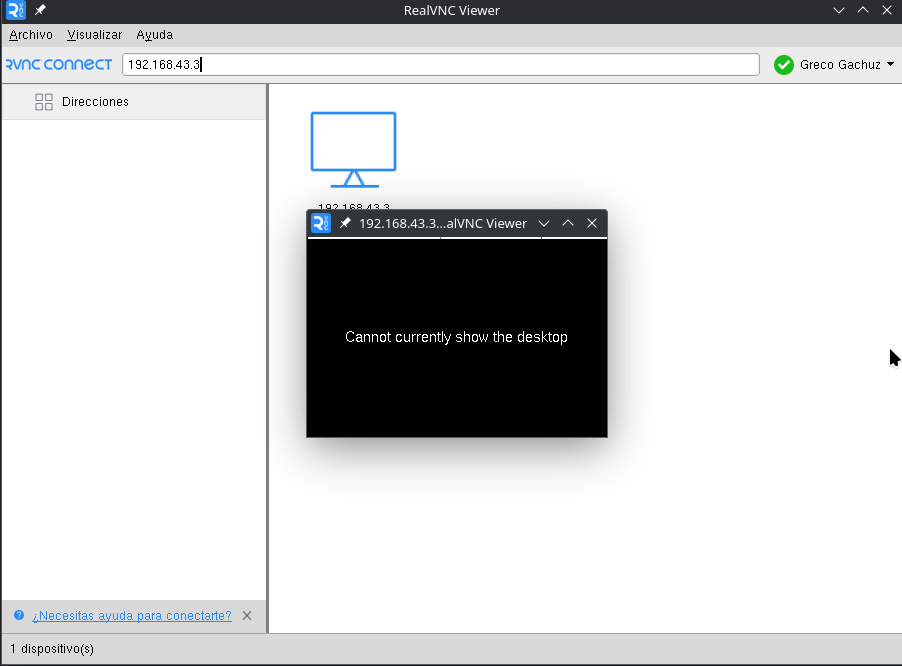 RealVNC Viewer
Archivo Visualizar Ayuda
RVNC CONNECT 192.168.43.3 Greco Gachuz
Direcciones
192.168.43.3
192.168.43.3...alVNC Viewer
Cannot currently show the desktop
¿Necesitas ayuda para conectarte?
1 dispositivo(s)